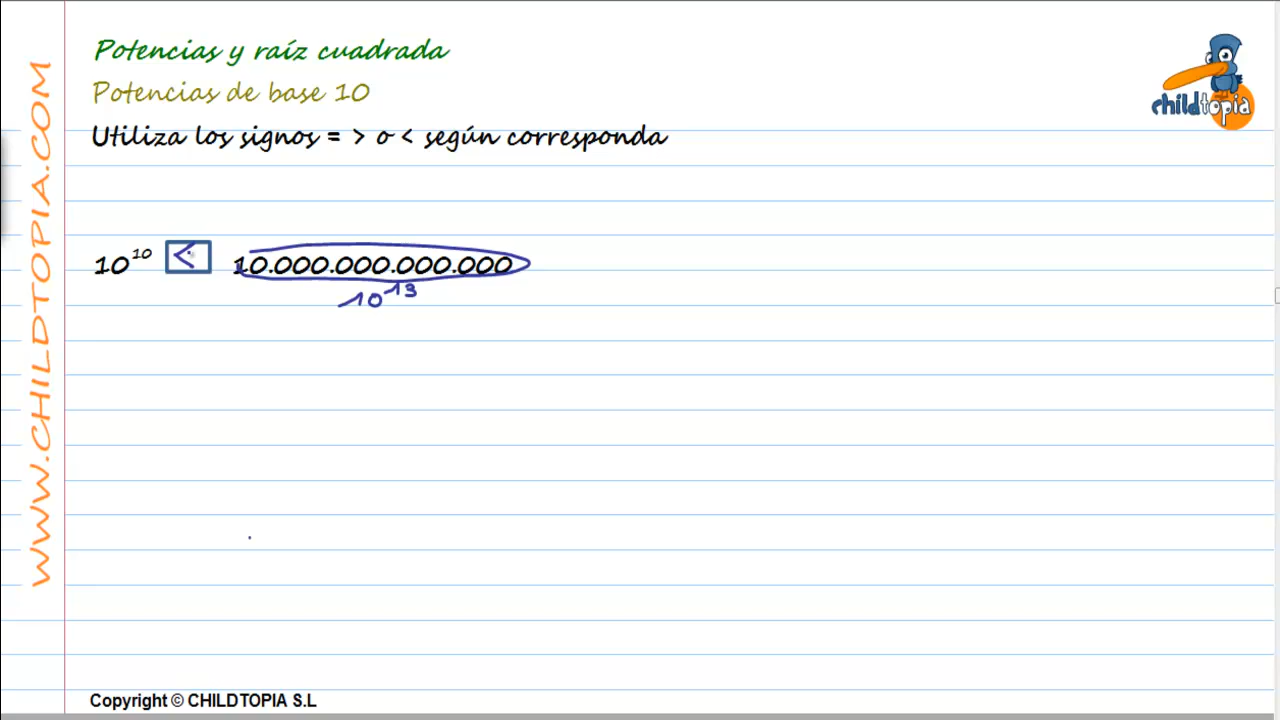 Potencias y raíz cuadrada
Potencias de base 10
Utiliza los signos = > o < según corresponda
childtopia
WWW.CHILDTOPIA.COM
10¹⁰ < 10.000.000.000.000
10¹³
Copyright © CHILDTOPIA S.L